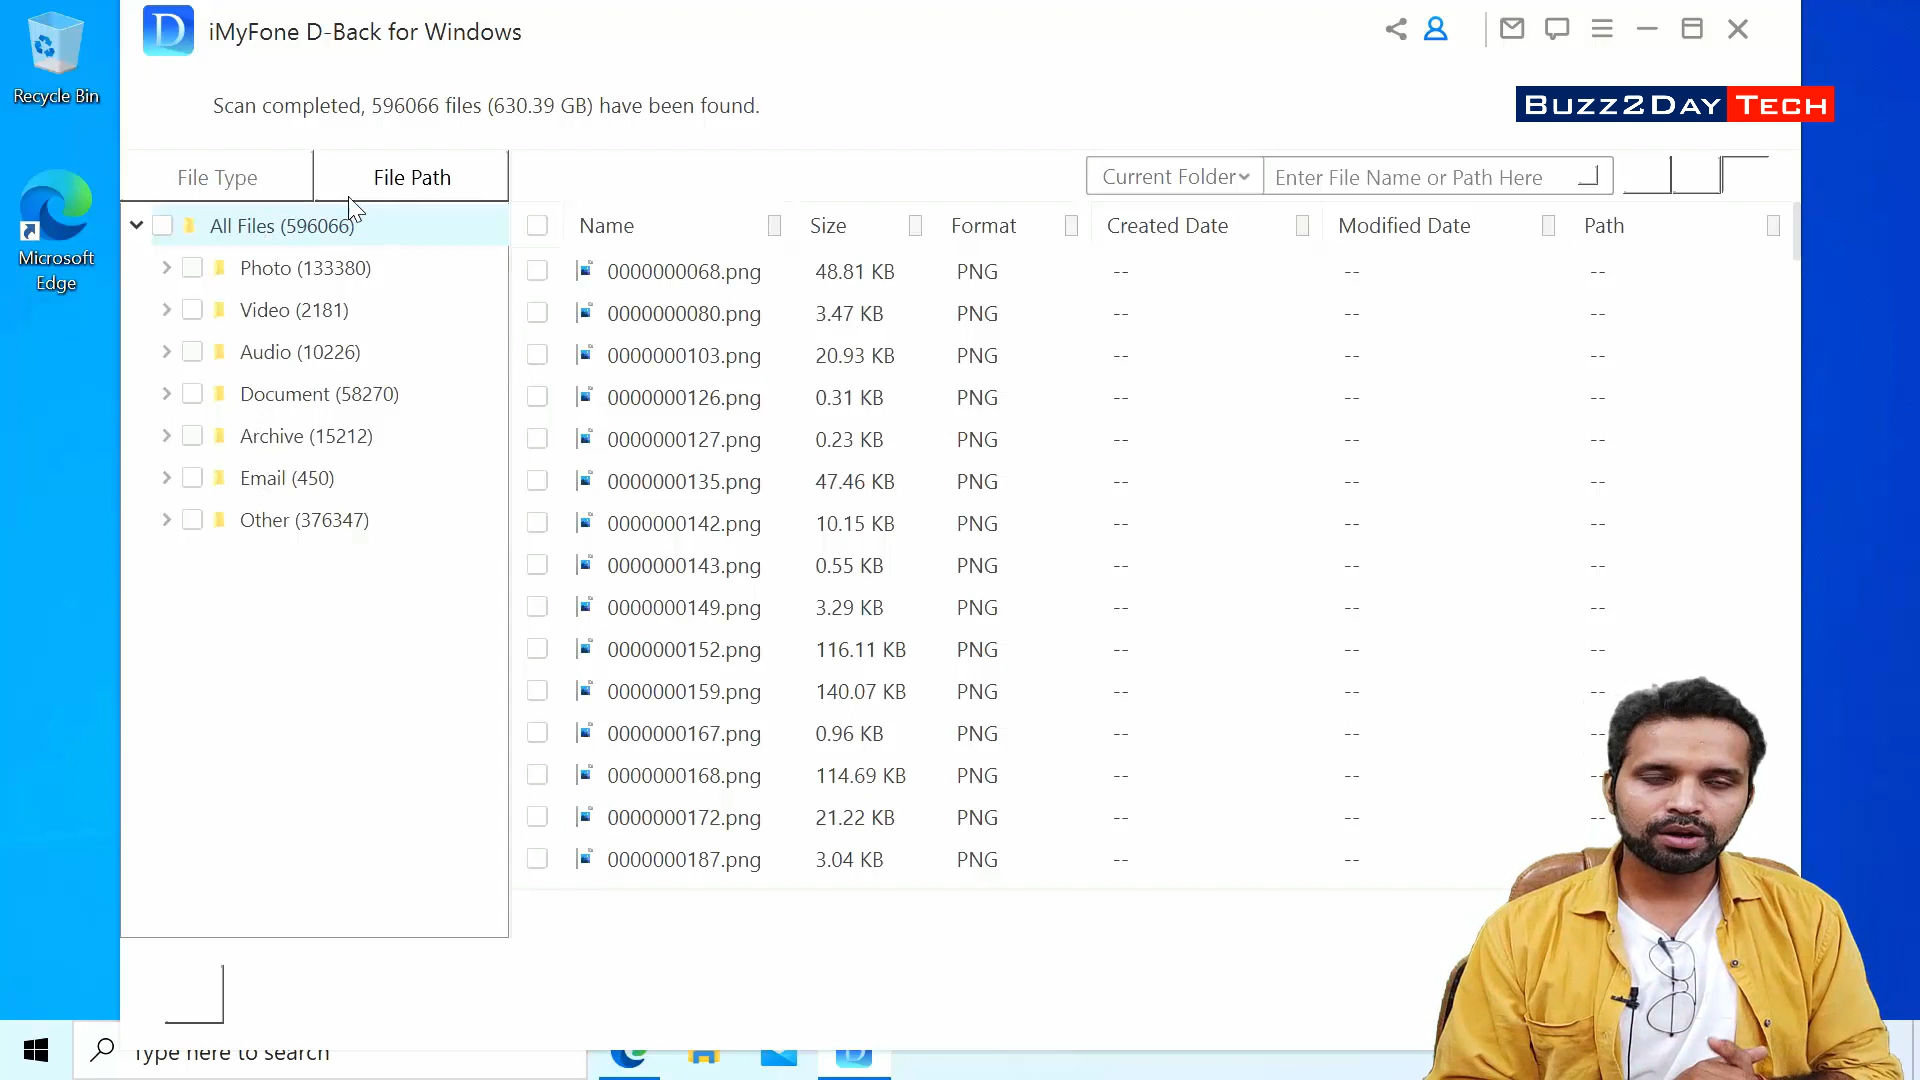 iMyFone D-Back for Windows
Recycle Bin
Scan completed, 596066 files (630.39 GB) have been found.
Buzz2Day Tech
File Type
File Path
Current Folder
Enter File Name or Path Here
All Files (596066)
Name
Size
Format
Created Date
Modified Date
Path
Microsoft
Edge
Photo (133380)
Video (2181)
Audio (10226)
Document (58270)
Archive (15212)
Email (450)
Other (376347)
0000000068.png 48.81 KB PNG -- -- --
0000000080.png 3.47 KB PNG -- -- --
0000000103.png 20.93 KB PNG -- -- --
0000000126.png 0.31 KB PNG -- -- --
0000000127.png 0.23 KB PNG -- -- --
0000000135.png 47.46 KB PNG -- -- --
0000000142.png 10.15 KB PNG -- -- --
0000000143.png 0.55 KB PNG -- -- --
0000000149.png 3.29 KB PNG -- -- --
0000000152.png 116.11 KB PNG -- -- --
0000000159.png 140.07 KB PNG -- -- --
0000000167.png 0.96 KB PNG -- -- --
0000000168.png 114.69 KB PNG -- -- --
0000000172.png 21.22 KB PNG -- -- --
0000000187.png 3.04 KB PNG -- --
Type here to search